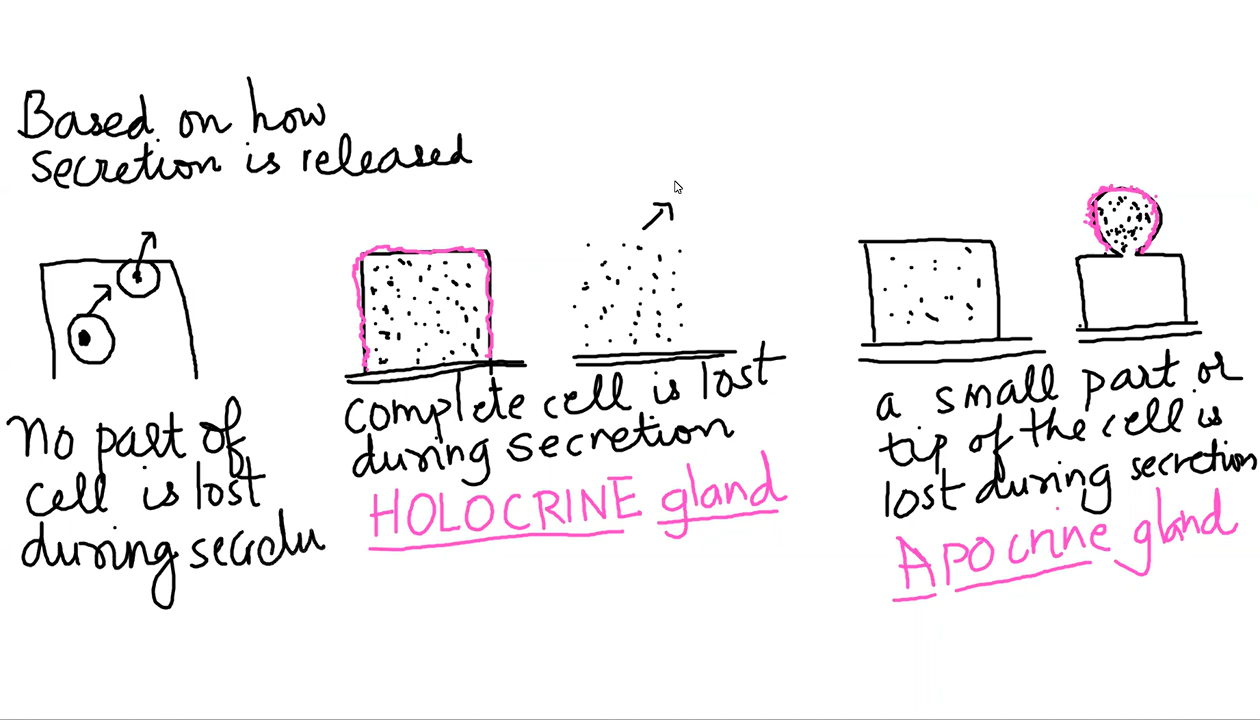 Based on how
secretion is released
No part of
cell is lost
during secretu
complete cell is lost
during secretion
HOLOCRINE gland
a small part or
tip of the cell is
lost during secretion
Apocrine gland